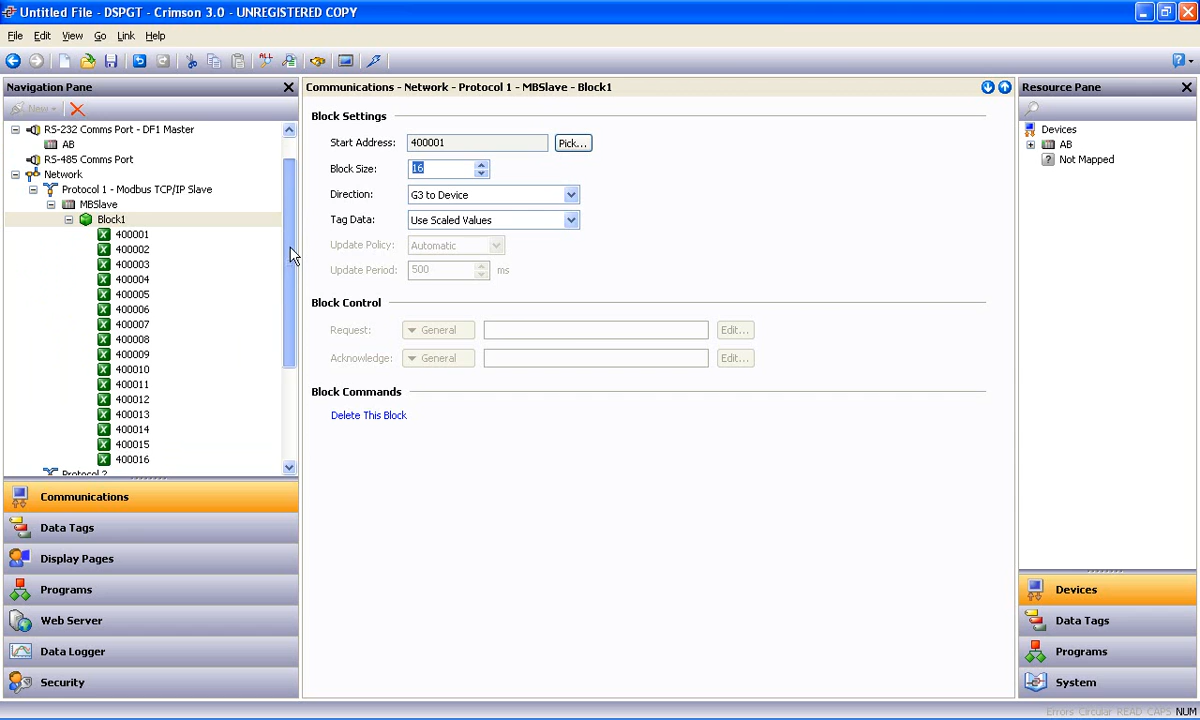 Untitled File - DSPGT - Crimson 3.0 - UNREGISTERED COPY
File Edit View Go Link Help
Navigation Pane
New
RS-232 Comms Port - DF1 Master
AB
RS-485 Comms Port
Network
Protocol 1 - Modbus TCP/IP Slave
MBSlave
Block1
400001
400002
400003
400004
400005
400006
400007
400008
400009
400010
400011
400012
400013
400014
400015
400016
Protocol 2
Communications
Data Tags
Display Pages
Programs
Web Server
Data Logger
Security
Communications - Network - Protocol 1 - MBSlave - Block1
Block Settings
Start Address: 400001 Pick...
Block Size: 16
Direction: G3 to Device
Tag Data: Use Scaled Values
Update Policy: Automatic
Update Period: 500 ms
Block Control
Request: General Edit...
Acknowledge: General Edit...
Block Commands
Delete This Block
Resource Pane
Devices
AB
Not Mapped
Devices
Data Tags
Programs
System
Errors Circular READ CAPS NUM